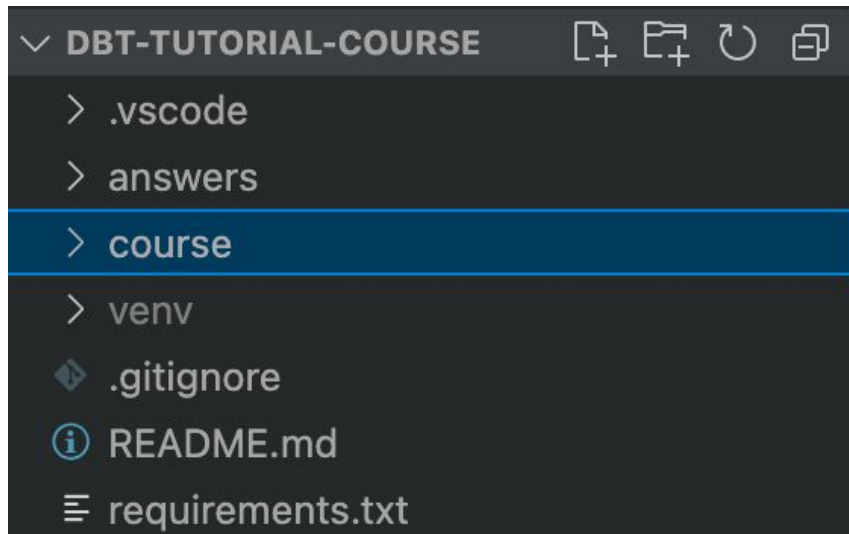 DBT-TUTORIAL-COURSE
.vscode
answers
course
venv
.gitignore
README.md
requirements.txt